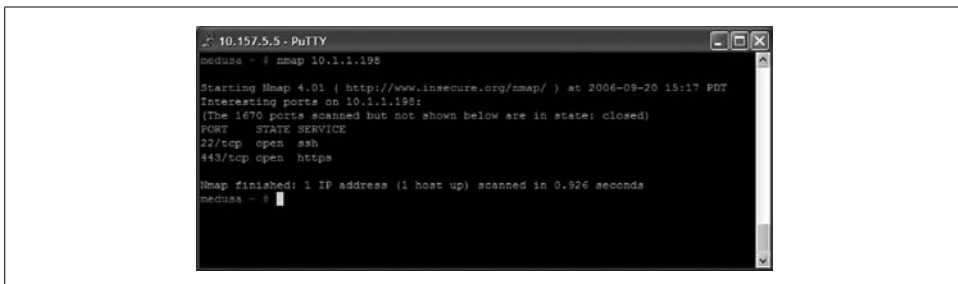 10.157.5.5 - PuTTY
medusa ~ # nmap 10.1.1.198
Starting Nmap 4.01 ( http://www.insecure.org/nmap/ ) at 2006-09-20 15:17 PDT
Interesting ports on 10.1.1.198:
(The 1670 ports scanned but not shown below are in state: closed)
PORT    STATE SERVICE
22/tcp  open  ssh
443/tcp open  https
Nmap finished: 1 IP address (1 host up) scanned in 0.926 seconds
medusa ~ #